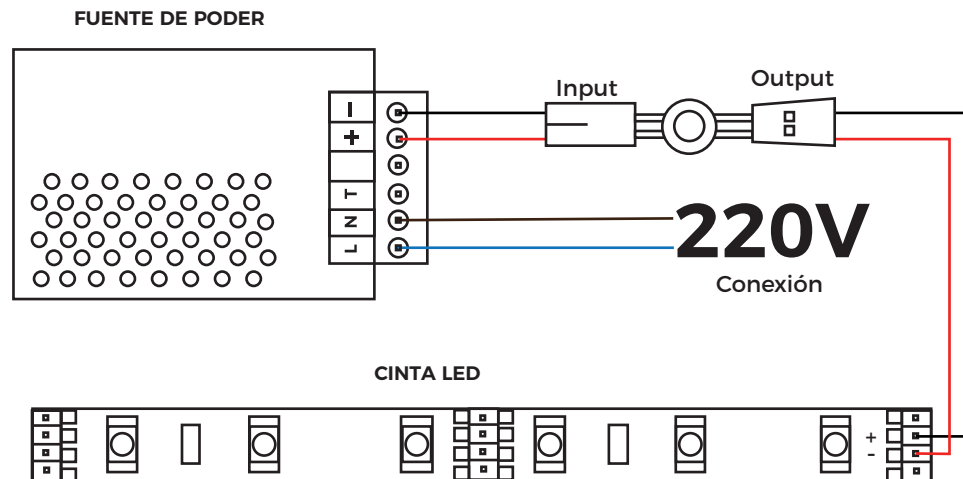 FUENTE DE PODER
Input
Output
–
+
T
N
L
220V
Conexión
CINTA LED
+
-